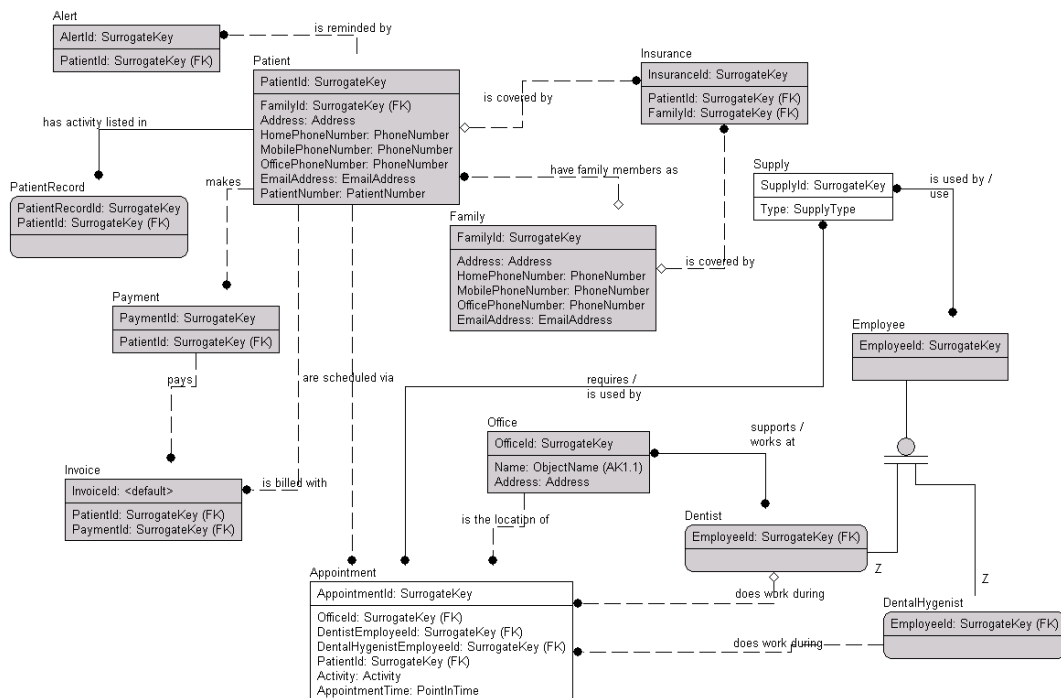 Alert
AlertId: SurrogateKey
PatientId: SurrogateKey (FK)
is reminded by
Patient
PatientId: SurrogateKey
FamilyId: SurrogateKey (FK)
Address: Address
HomePhoneNumber: PhoneNumber
MobilePhoneNumber: PhoneNumber
OfficePhoneNumber: PhoneNumber
EmailAddress: EmailAddress
PatientNumber: PatientNumber
is covered by
Insurance
InsuranceId: SurrogateKey
PatientId: SurrogateKey (FK)
FamilyId: SurrogateKey (FK)
has activity listed in
PatientRecord
PatientRecordId: SurrogateKey
PatientId: SurrogateKey (FK)
makes
have family members as
Family
FamilyId: SurrogateKey
Address: Address
HomePhoneNumber: PhoneNumber
MobilePhoneNumber: PhoneNumber
OfficePhoneNumber: PhoneNumber
EmailAddress: EmailAddress
is covered by
Supply
SupplyId: SurrogateKey
Type: SupplyType
is used by /
use
Payment
PaymentId: SurrogateKey
PatientId: SurrogateKey (FK)
Employee
EmployeeId: SurrogateKey
pays
are scheduled via
requires /
is used by
Office
OfficeId: SurrogateKey
Name: ObjectName (AK1.1)
Address: Address
supports /
works at
Invoice
InvoiceId: <default>
PatientId: SurrogateKey (FK)
PaymentId: SurrogateKey (FK)
is billed with
is the location of
Dentist
EmployeeId: SurrogateKey (FK)
Z
Z
Appointment
AppointmentId: SurrogateKey
OfficeId: SurrogateKey (FK)
DentistEmployeeId: SurrogateKey (FK)
DentalHygenistEmployeeId: SurrogateKey (FK)
PatientId: SurrogateKey (FK)
Activity: Activity
AppointmentTime: PointInTime
does work during
does work during
DentalHygenist
EmployeeId: SurrogateKey (FK)